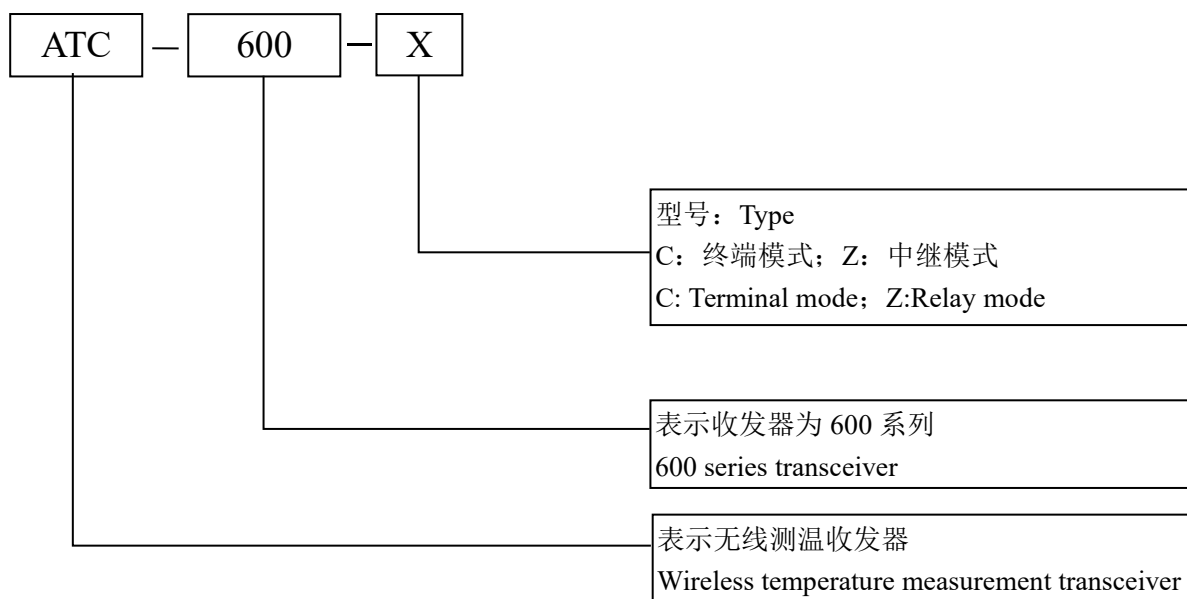 ATC — 600 — X
型号：Type
C：终端模式；Z：中继模式
C: Terminal mode；Z:Relay mode
表示收发器为 600 系列
600 series transceiver
表示无线测温收发器
Wireless temperature measurement transceiver